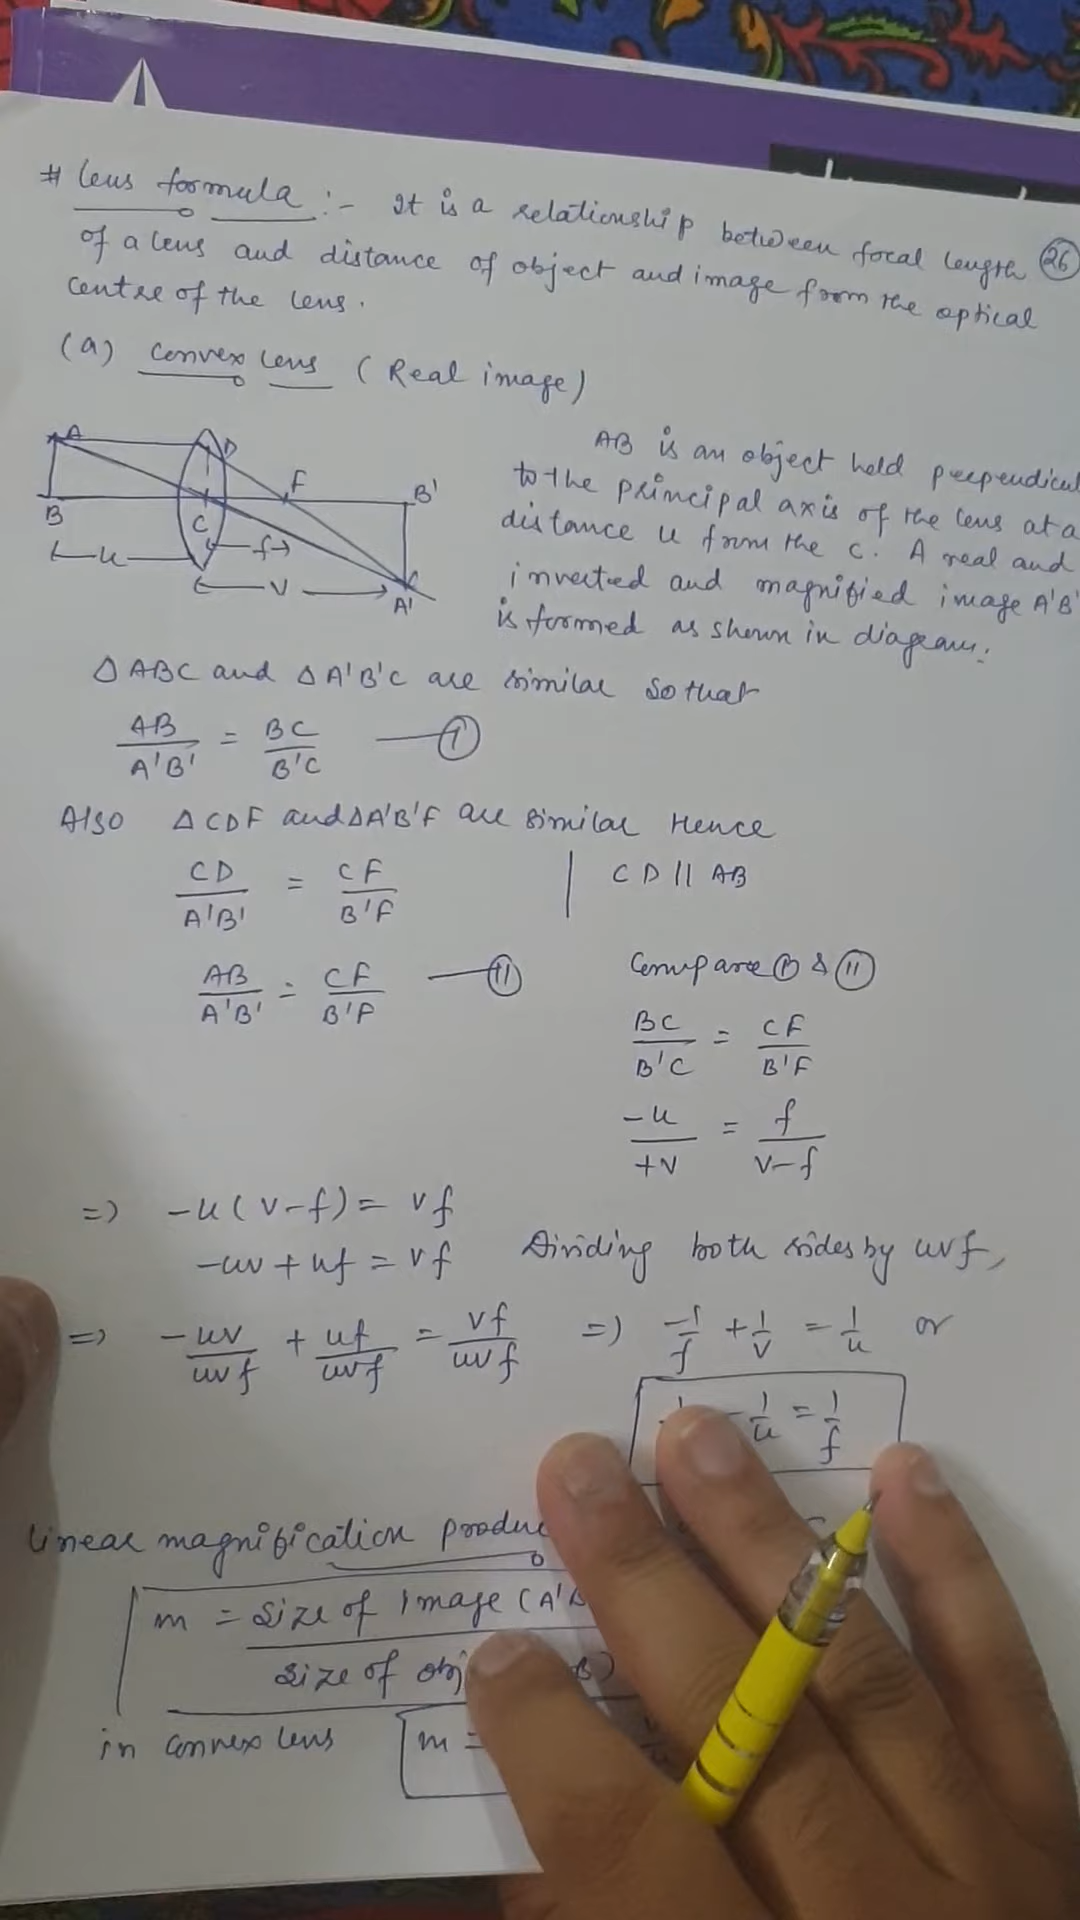 # Lens formula :- It is a relationship between focal length (26)
of a lens and distance of object and image from the optical
centre of the lens.
(a) Convex lens (Real image)
A
D
F
B'
B
C
u
f
v
A'
AB is an object held perpendicul
to the principal axis of the lens at a
distance u from the C. A real and
inverted and magnified image A'B'
is formed as shown in diagram.
Δ ABC and Δ A'B'C are similar so that
AB/A'B' = BC/B'C — (I)
Also Δ CDF and Δ A'B'F are similar Hence
CD/A'B' = CF/B'F | CD || AB
AB/A'B' = CF/B'F — (II)
Compare (I) & (II)
BC/B'C = CF/B'F
-u/+v = f/v-f
=> -u(v-f) = vf
-uv + uf = vf Dividing both sides by uvf,
=> -uv/uvf + uf/uvf = vf/uvf => -1/f + 1/v = 1/u or
- 1/u = 1/f
Linear magnification produc
m = Size of image (A'B
Size of obj B)
in convex lens m =